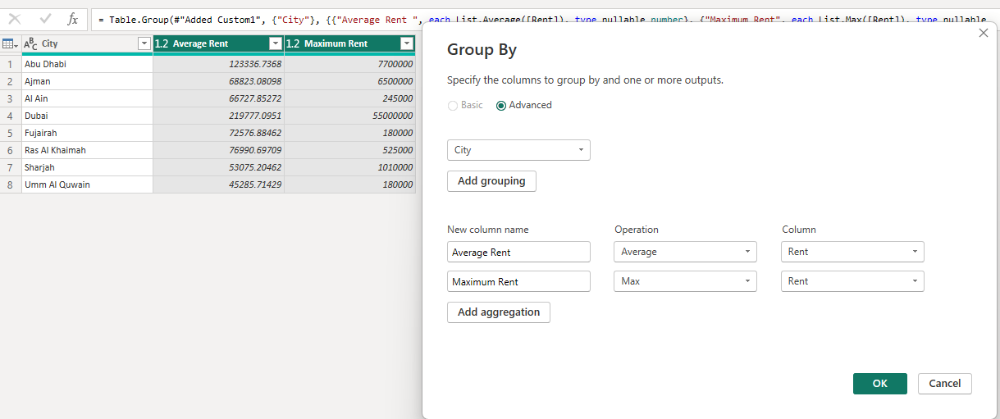 fx = Table.Group(#"Added Custom1", {"City"}, {{"Average Rent ", each List.Average([Rent]), type nullable number}, {"Maximum Rent", each List.Max([Rent]), type nullable
ABC City 1.2 Average Rent 1.2 Maximum Rent
1 Abu Dhabi 123336.7368 7700000
2 Ajman 68823.08098 6500000
3 Al Ain 66727.85272 245000
4 Dubai 219777.0951 55000000
5 Fujairah 72576.88462 180000
6 Ras Al Khaimah 76990.69709 525000
7 Sharjah 53075.20462 1010000
8 Umm Al Quwain 45285.71429 180000
Group By
Specify the columns to group by and one or more outputs.
Basic Advanced
City
Add grouping
New column name Operation Column
Average Rent Average Rent
Maximum Rent Max Rent
Add aggregation
OK Cancel